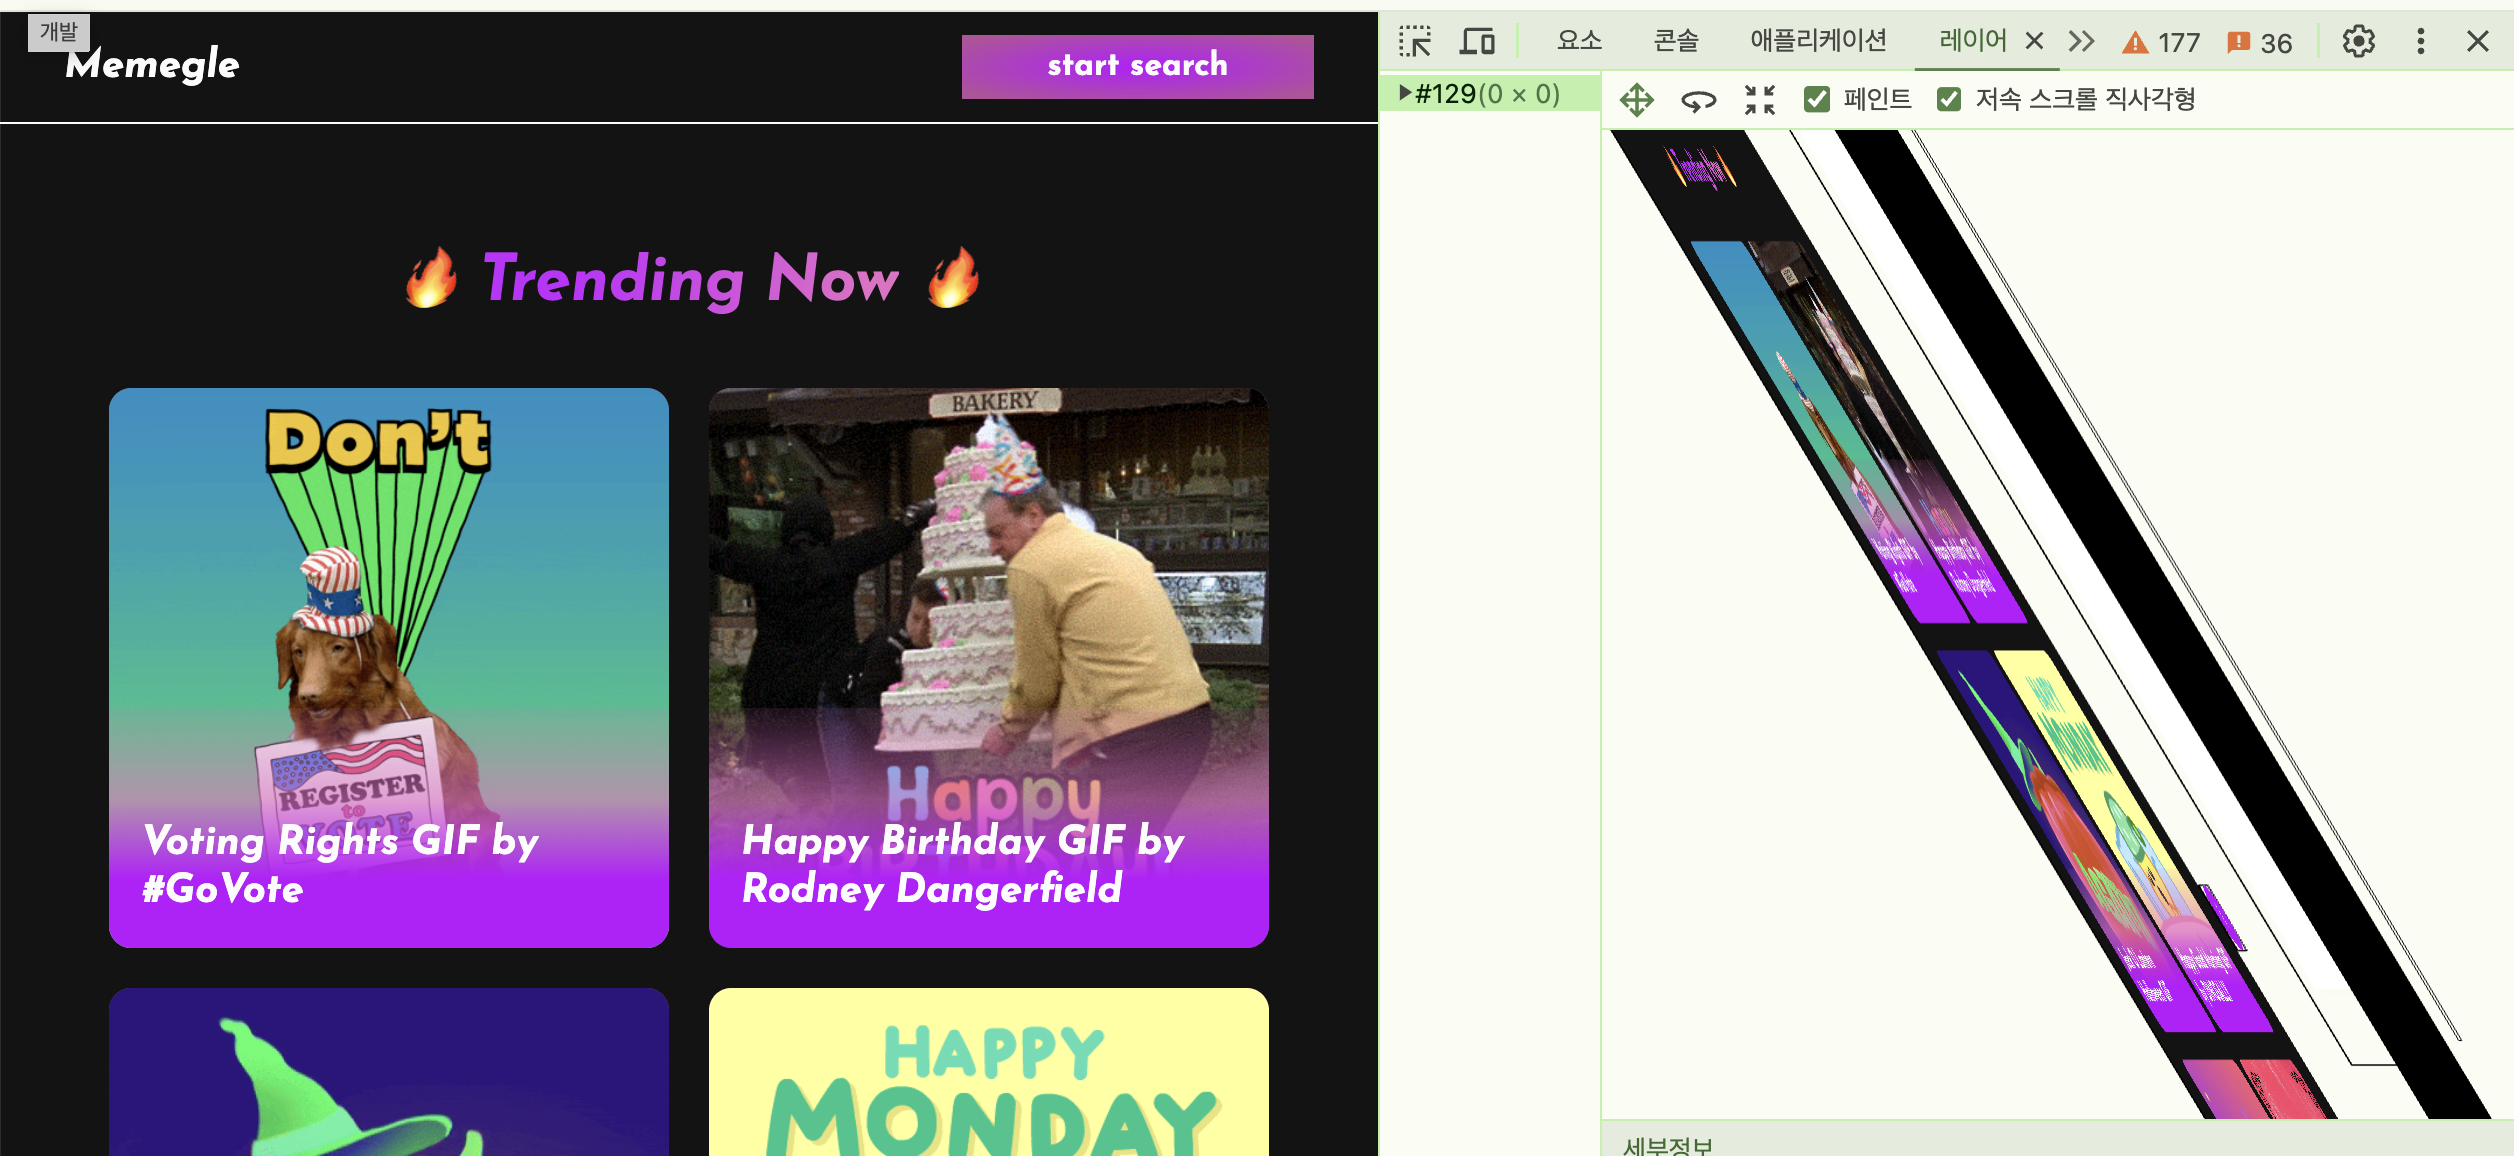 개발
Memegle
start search
🔥 Trending Now 🔥
Don't
REGISTER
to
VOTE
Voting Rights GIF by
#GoVote
BAKERY
Happy
Happy Birthday GIF by
Rodney Dangerfield
HAPPY
MONDAY
요소
콘솔
애플리케이션
레이어
177
36
#129(0 × 0)
페인트
저속 스크롤 직사각형
세부정보